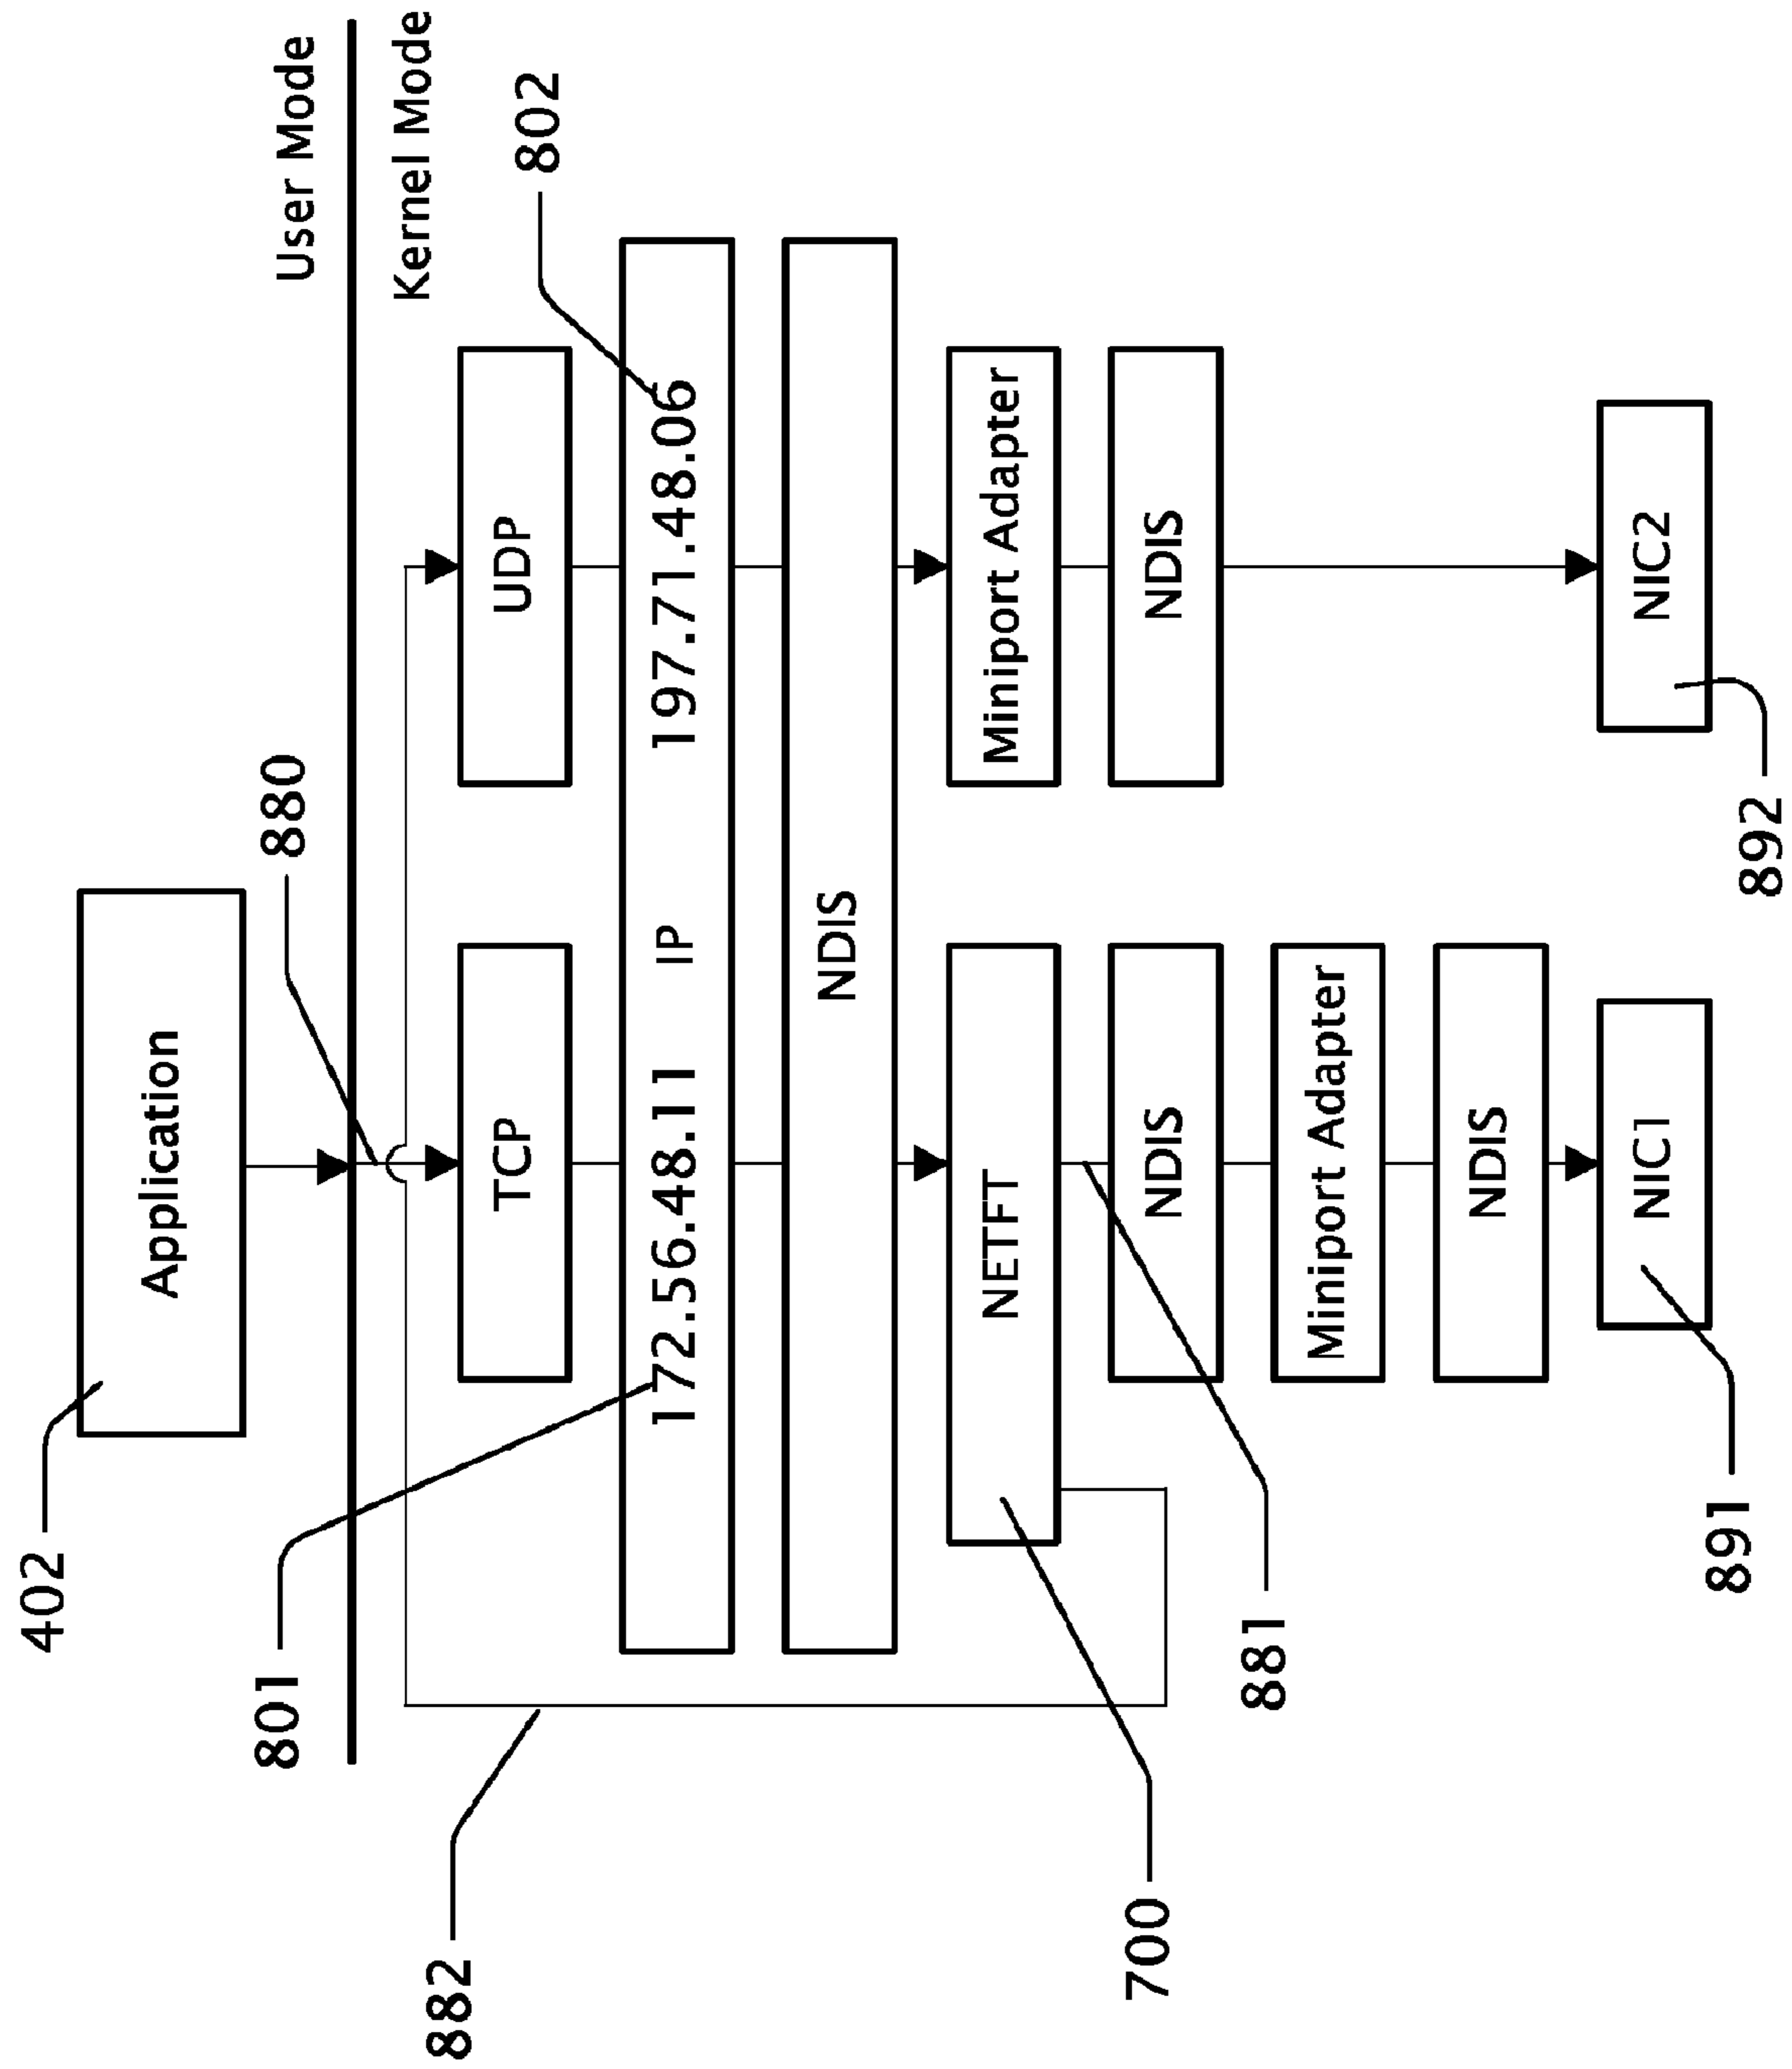 402
Application
880
User Mode
Kernel Mode
801
882
TCP
UDP
802
172.56.48.11 IP 197.71.48.06
NDIS
NETFT
Miniport Adapter
700
881
NDIS
NDIS
Miniport Adapter
NDIS
NIC1
NIC2
891
892